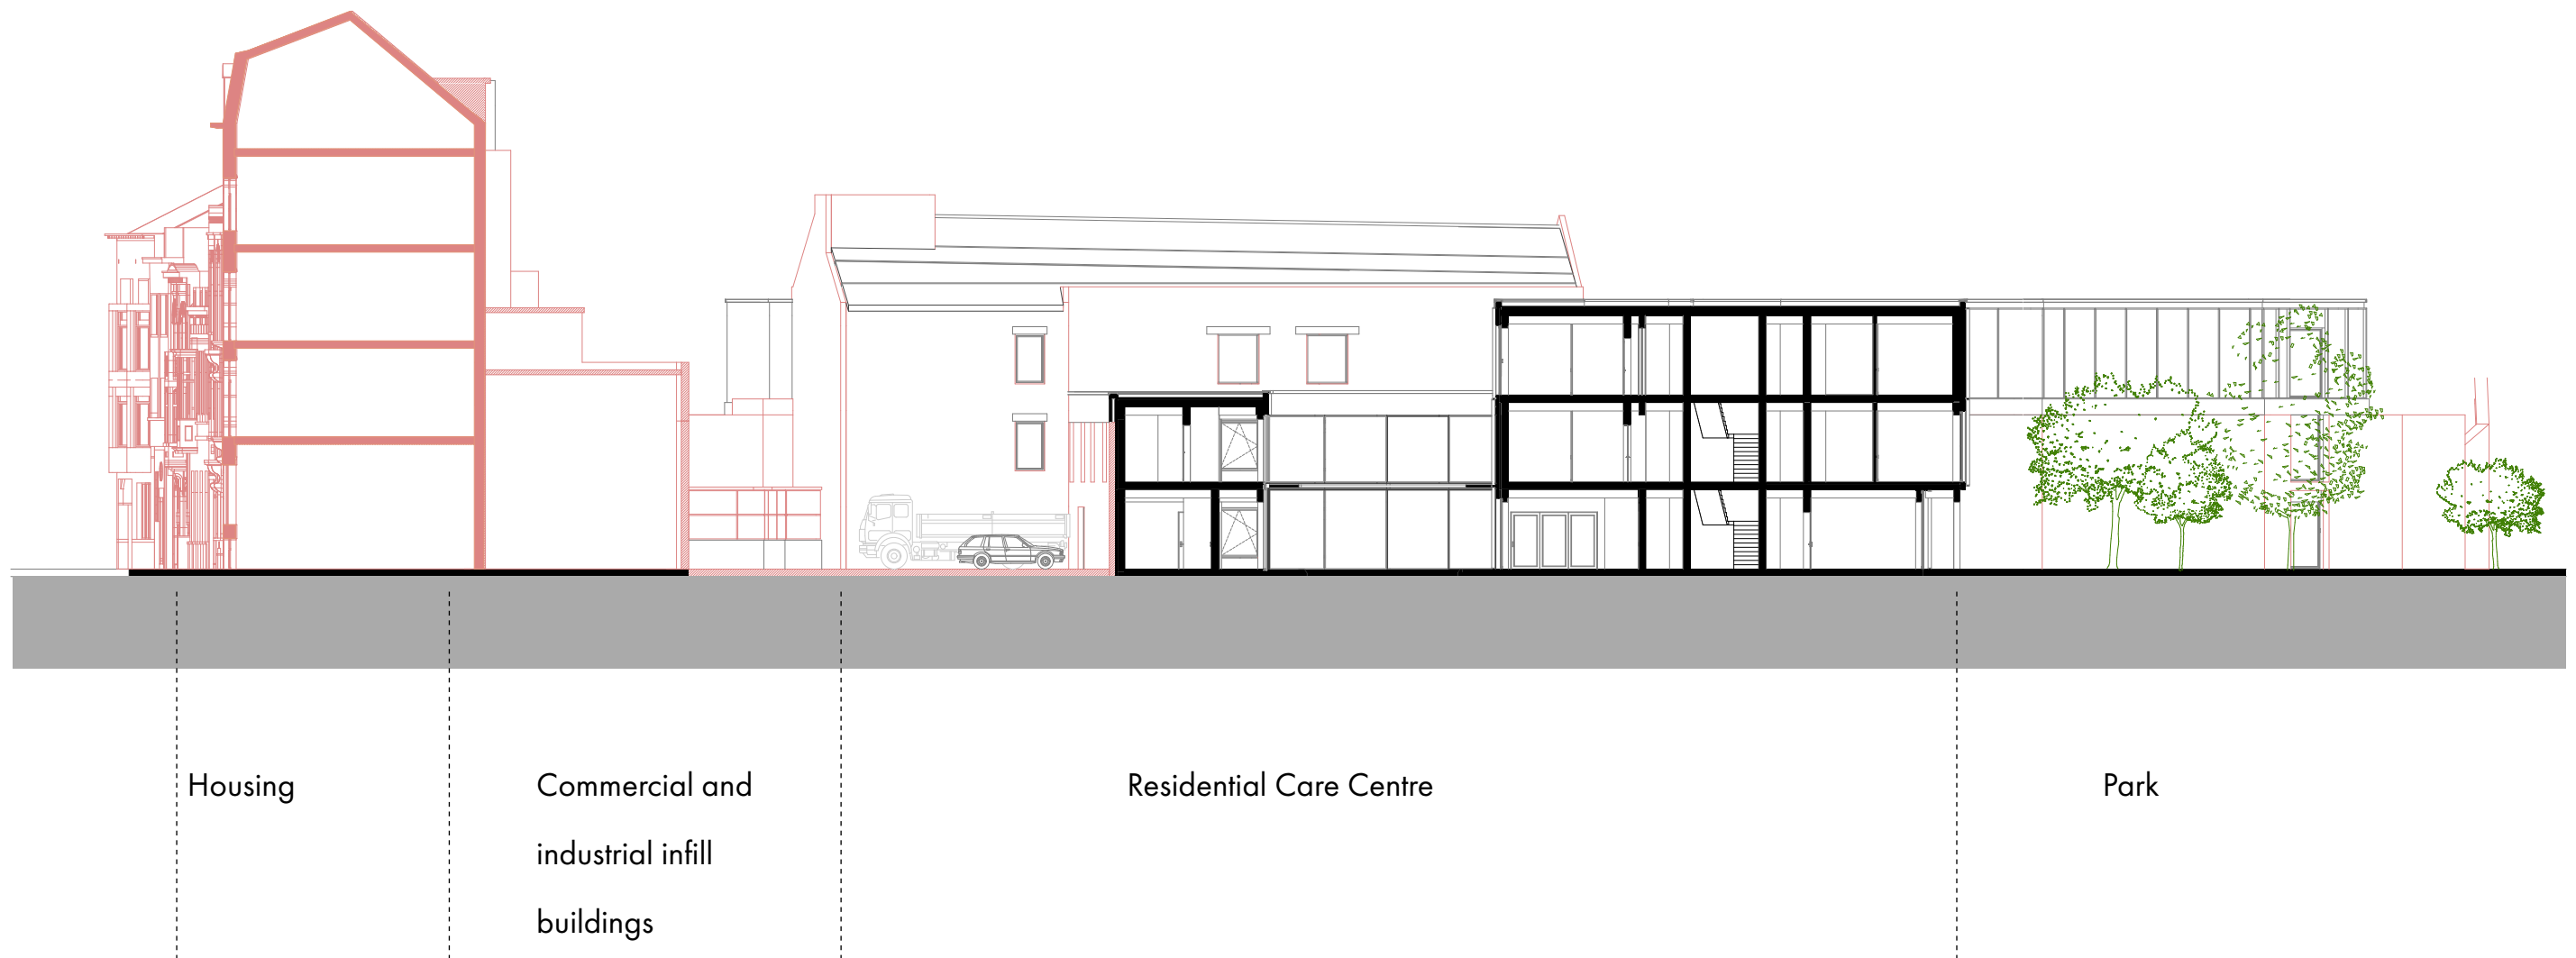 Housing
Commercial and
industrial infill
buildings
Residential Care Centre
Park